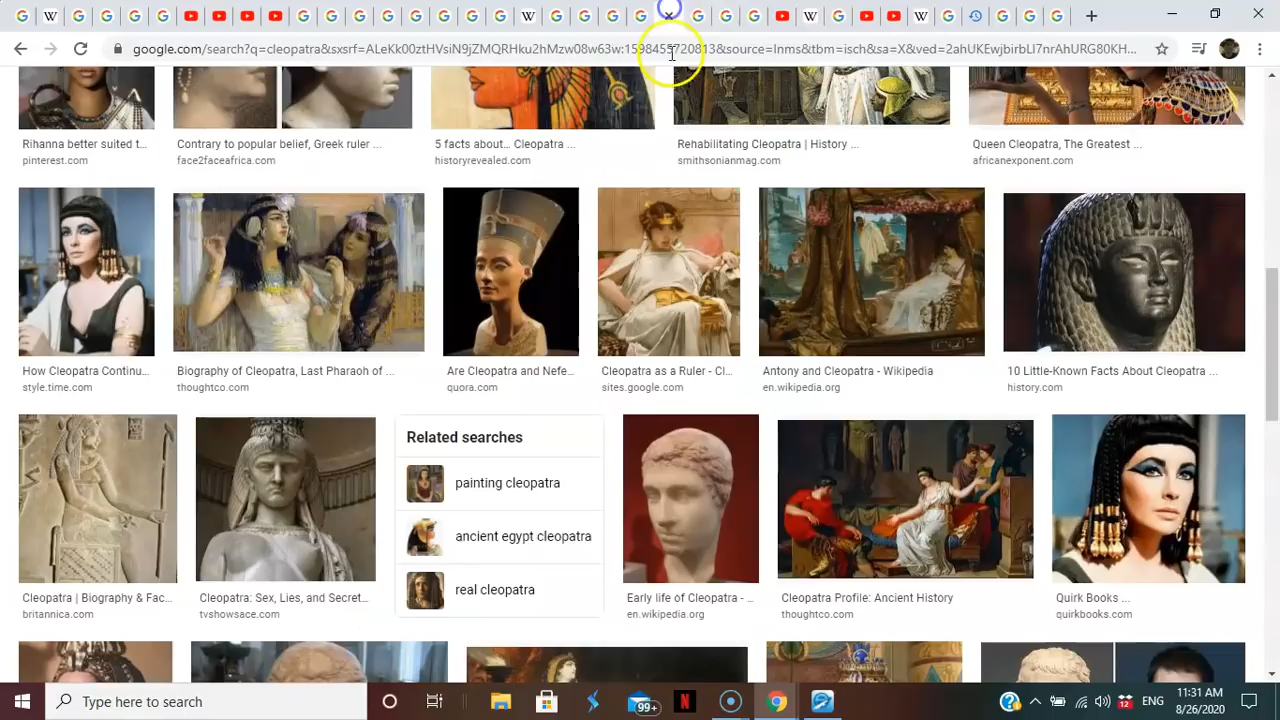 google.com/search?q=cleopatra&sxsrf=ALeKk00ztHVsiN9jZMQRHku2hMzw08w63w:1598455720813&source=lnms&tbm=isch&sa=X&ved=2ahUKEwjbirbLl7nrAhURG80KH...
Rihanna better suited t...
Contrary to popular belief, Greek ruler ...
5 facts about... Cleopatra ...
Rehabilitating Cleopatra | History ...
Queen Cleopatra, The Greatest ...
pinterest.com
face2faceafrica.com
historyrevealed.com
smithsonianmag.com
africanexponent.com
How Cleopatra Continu...
Biography of Cleopatra, Last Pharaoh of ...
Are Cleopatra and Nefe...
Cleopatra as a Ruler - Cl...
Antony and Cleopatra - Wikipedia
10 Little-Known Facts About Cleopatra ...
style.time.com
thoughtco.com
quora.com
sites.google.com
en.wikipedia.org
history.com
Related searches
painting cleopatra
ancient egypt cleopatra
real cleopatra
Cleopatra | Biography & Fac...
Cleopatra: Sex, Lies, and Secret...
Early life of Cleopatra - ...
Cleopatra Profile: Ancient History
Quirk Books ...
britannica.com
tvshowsace.com
en.wikipedia.org
thoughtco.com
quirkbooks.com
Type here to search
99+
12
ENG
11:31 AM
8/26/2020